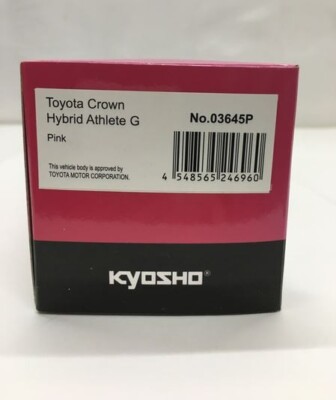 Toyota Crown
Hybrid Athlete G
No.03645P
Pink
This vehicle body is approved by
TOYOTA MOTOR CORPORATION.
4 548565 246960
KYOSHO®